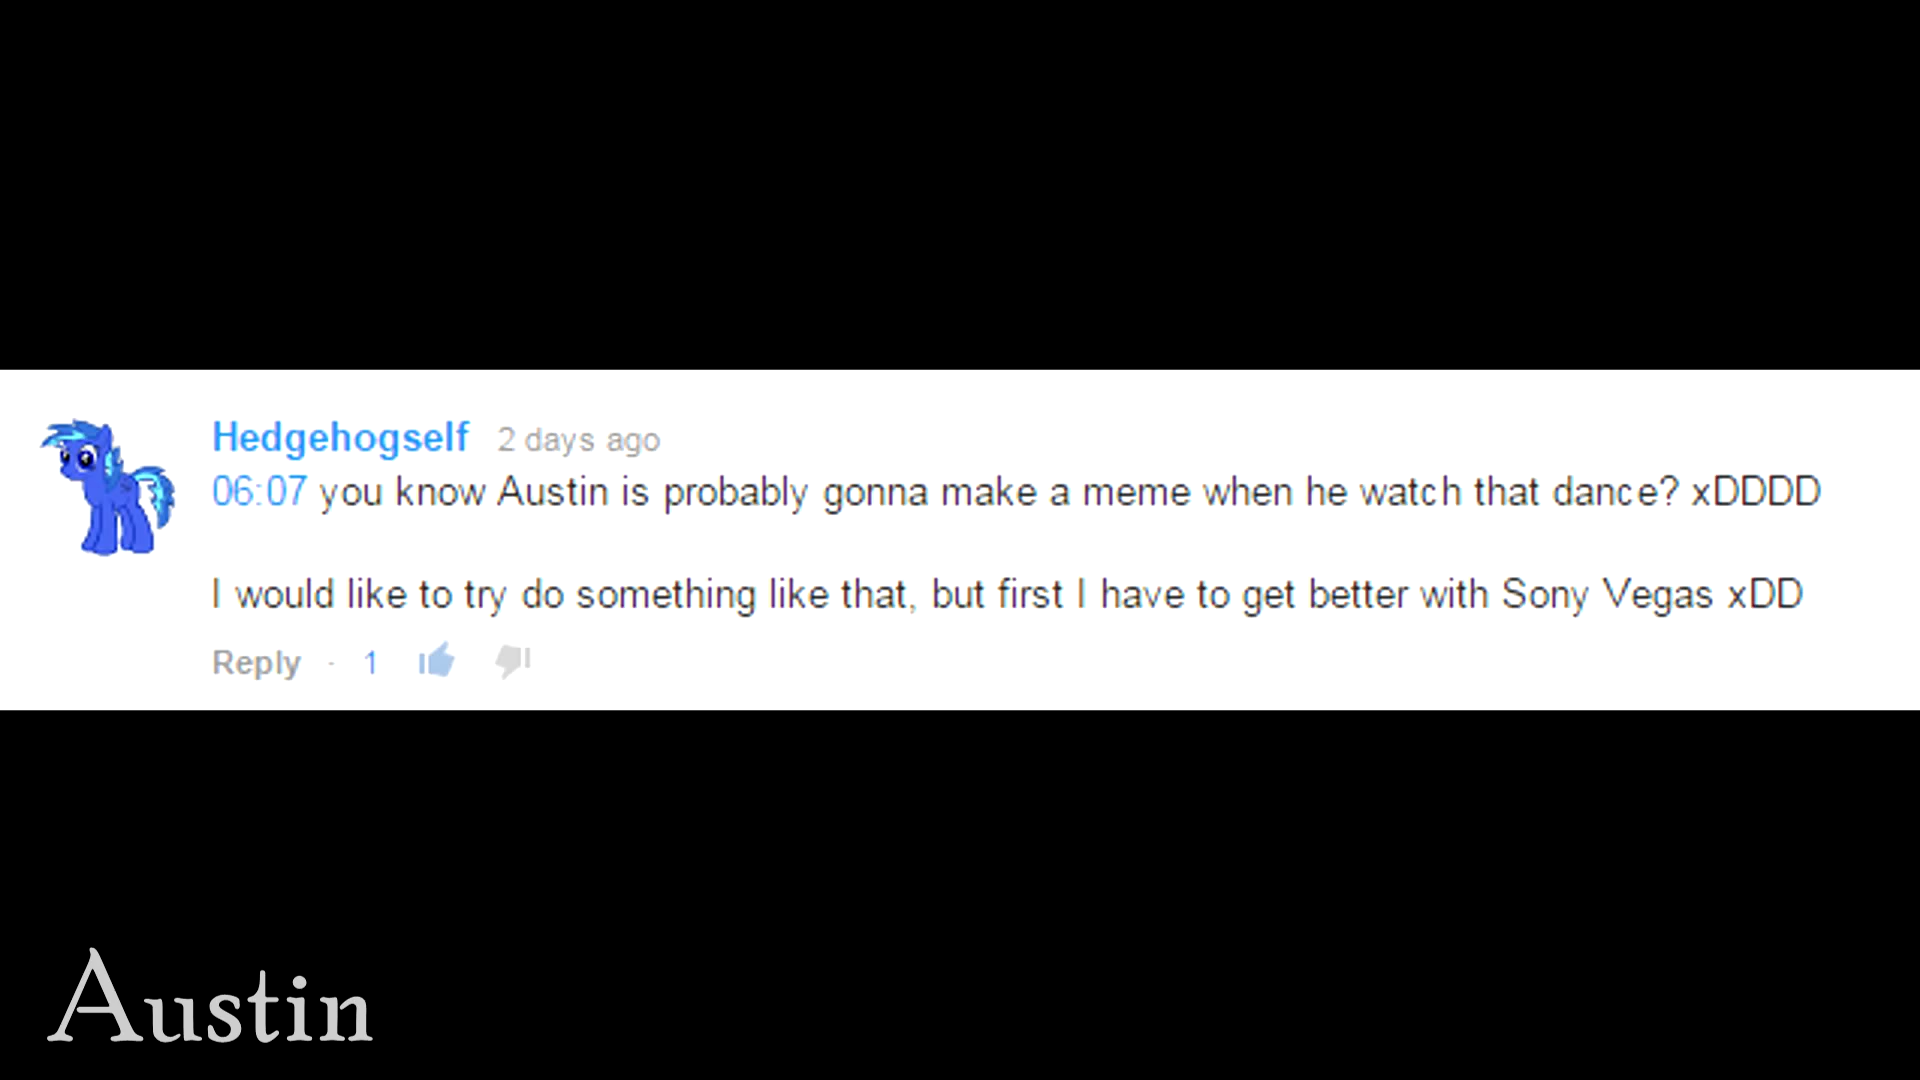 Hedgehogself 2 days ago
06:07 you know Austin is probably gonna make a meme when he watch that dance? xDDDD
I would like to try do something like that, but first I have to get better with Sony Vegas xDD
Reply · 1
Austin